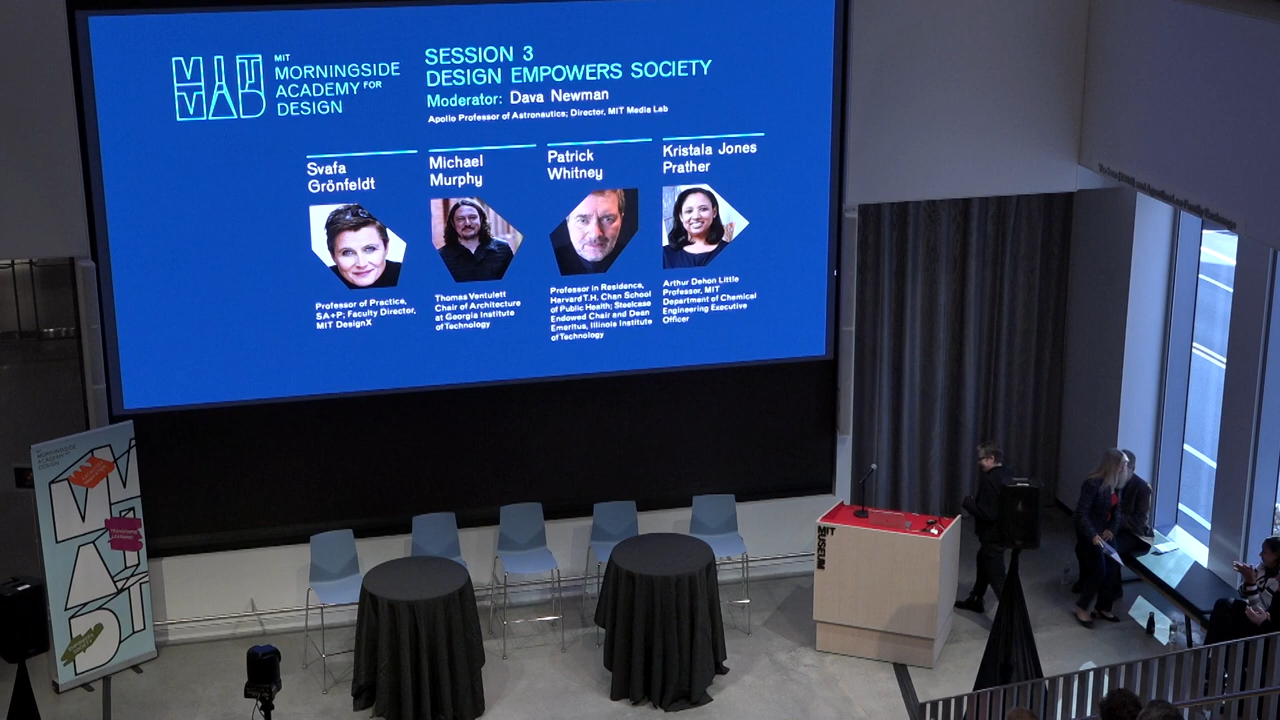 MIT
MORNINGSIDE
ACADEMY FOR
DESIGN
SESSION 3
DESIGN EMPOWERS SOCIETY
Moderator: Dava Newman
Apollo Professor of Astronautics; Director, MIT Media Lab
Svafa
Grönfeldt
Professor of Practice,
SA+P; Faculty Director,
MIT DesignX
Michael
Murphy
Thomas Ventulett
Chair of Architecture
at Georgia Institute
of Technology
Patrick
Whitney
Professor in Residence,
Harvard T.H. Chan School
of Public Health; Steelcase
Endowed Chair and Dean
Emeritus, Illinois Institute
of Technology
Kristala Jones
Prather
Arthur Dehon Little
Professor, MIT
Department of Chemical
Engineering Executive
Officer
MORNINGSIDE
ACADEMY FOR
DESIGN
MIT
MUSEUM